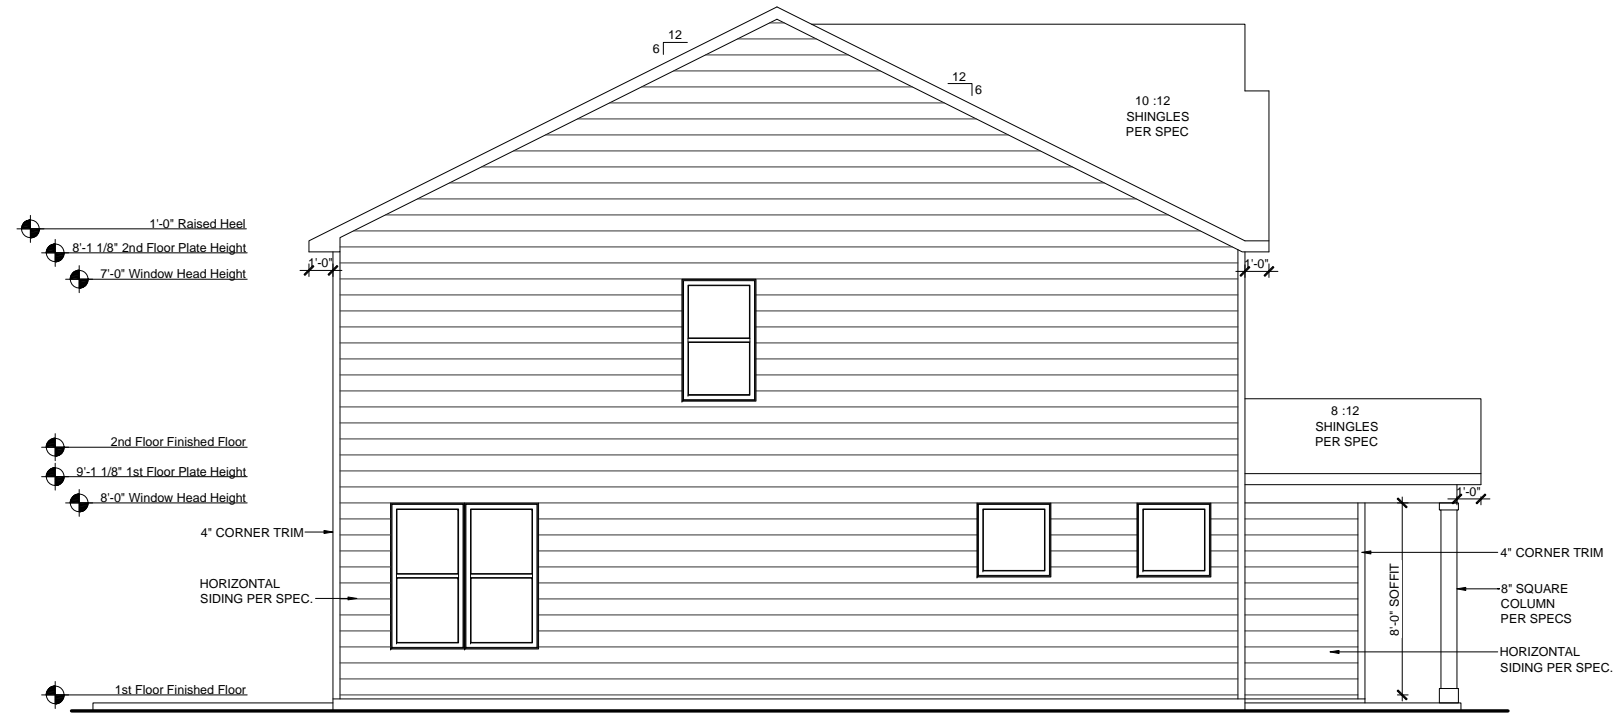 12
6
12
6
10 :12
SHINGLES
PER SPEC
1'-0" Raised Heel
8'-1 1/8" 2nd Floor Plate Height
7'-0" Window Head Height
1'-0"
1'-0"
8 :12
SHINGLES
PER SPEC
2nd Floor Finished Floor
9'-1 1/8" 1st Floor Plate Height
8'-0" Window Head Height
1'-0"
4" CORNER TRIM
4" CORNER TRIM
HORIZONTAL
SIDING PER SPEC.
8'-0" SOFFIT
8" SQUARE
COLUMN
PER SPECS
HORIZONTAL
SIDING PER SPEC.
1st Floor Finished Floor